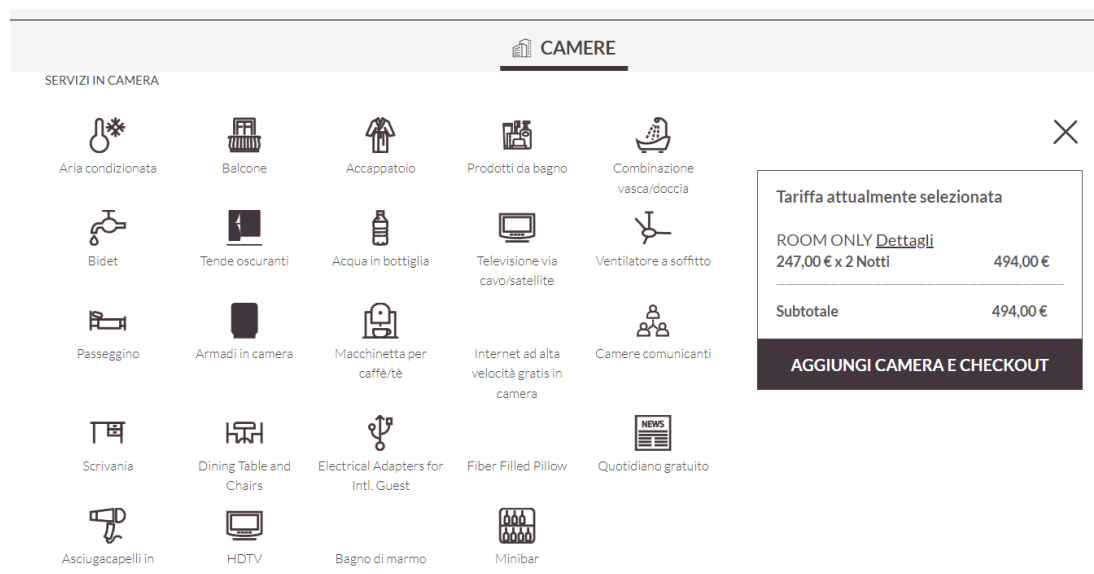 CAMERE
SERVIZI IN CAMERA
Aria condizionata
Balcone
Accappatoio
Prodotti da bagno
Combinazione
vasca/doccia
Bidet
Tende oscuranti
Acqua in bottiglia
Televisione via
cavo/satellite
Ventilatore a soffitto
Passeggino
Armadi in camera
Macchinetta per
caffè/tè
Internet ad alta
velocità gratis in
camera
Camere comunicanti
Scrivania
Dining Table and
Chairs
Electrical Adapters for
Intl. Guest
Fiber Filled Pillow
NEWS
Quotidiano gratuito
Asciugacapelli in
HDTV
Bagno di marmo
Minibar
Tariffa attualmente selezionata
ROOM ONLY Dettagli
247,00 € x 2 Notti 494,00 €
Subtotale 494,00 €
AGGIUNGI CAMERA E CHECKOUT